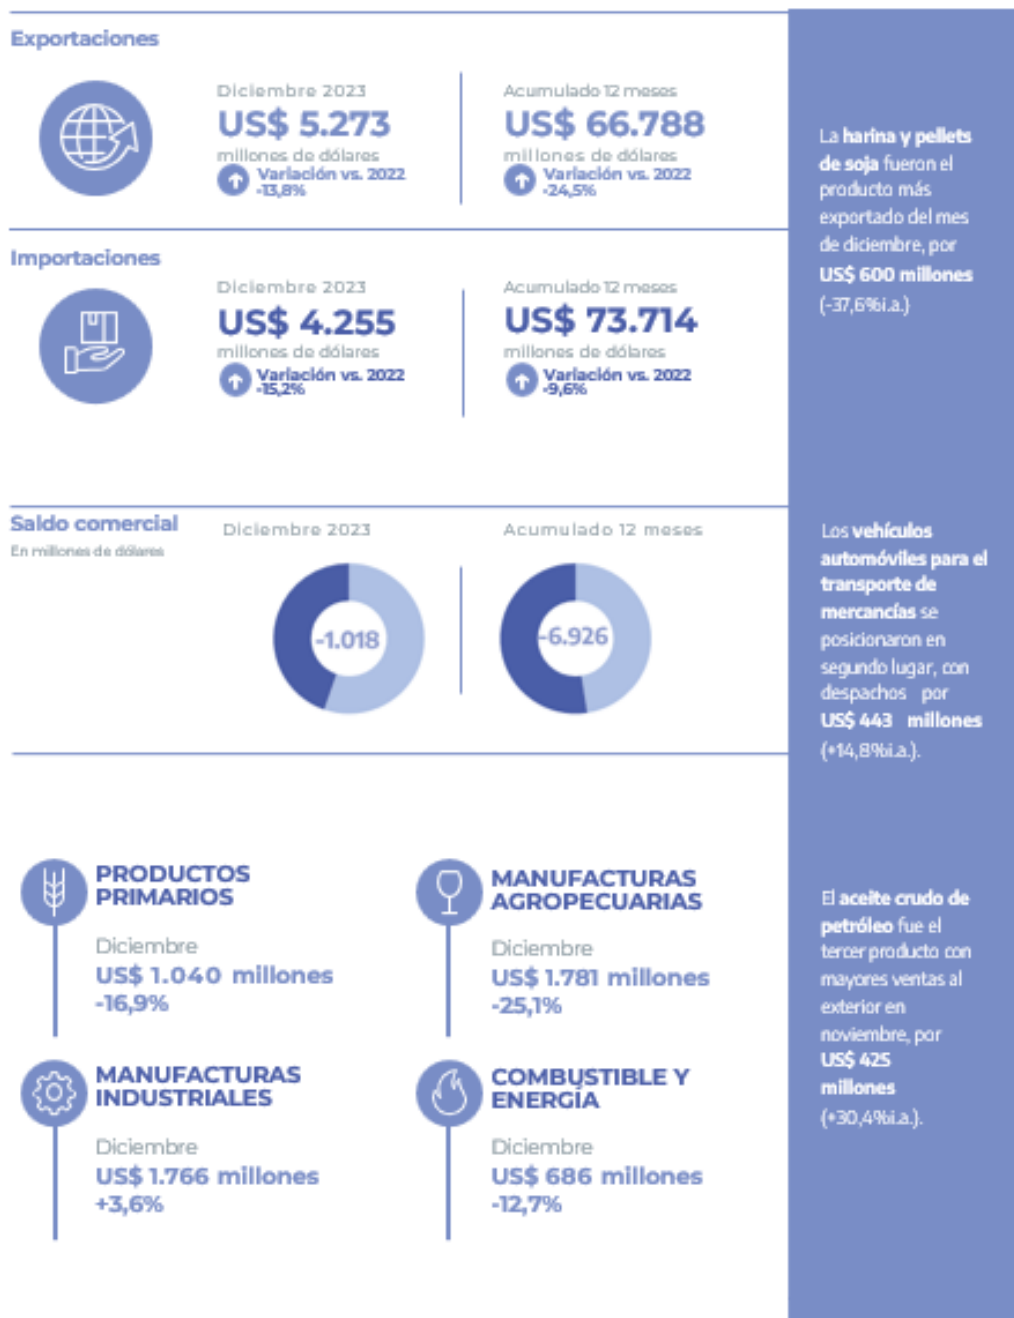 Exportaciones
Diciembre 2023
US$ 5.273
millones de dólares
Variación vs. 2022
-13,8%
Acumulado 12 meses
US$ 66.788
millones de dólares
Variación vs. 2022
-24,5%
Importaciones
Diciembre 2023
US$ 4.255
millones de dólares
Variación vs. 2022
-15,2%
Acumulado 12 meses
US$ 73.714
millones de dólares
Variación vs. 2022
-9,6%
Saldo comercial
En millones de dólares
Diciembre 2023
-1.018
Acumulado 12 meses
-6.926
PRODUCTOS
PRIMARIOS
Diciembre
US$ 1.040 millones
-16,9%
MANUFACTURAS
AGROPECUARIAS
Diciembre
US$ 1.781 millones
-25,1%
MANUFACTURAS
INDUSTRIALES
Diciembre
US$ 1.766 millones
+3,6%
COMBUSTIBLE Y
ENERGÍA
Diciembre
US$ 686 millones
-12,7%
La harina y pellets
de soja fueron el
producto más
exportado del mes
de diciembre, por
US$ 600 millones
(-37,6%i.a.)
Los vehículos
automóviles para el
transporte de
mercancías se
posicionaron en
segundo lugar, con
despachos por
US$ 443 millones
(+14,8%i.a.).
El aceite crudo de
petróleo fue el
tercer producto con
mayores ventas al
exterior en
noviembre, por
US$ 425
millones
(+30,4%i.a.).